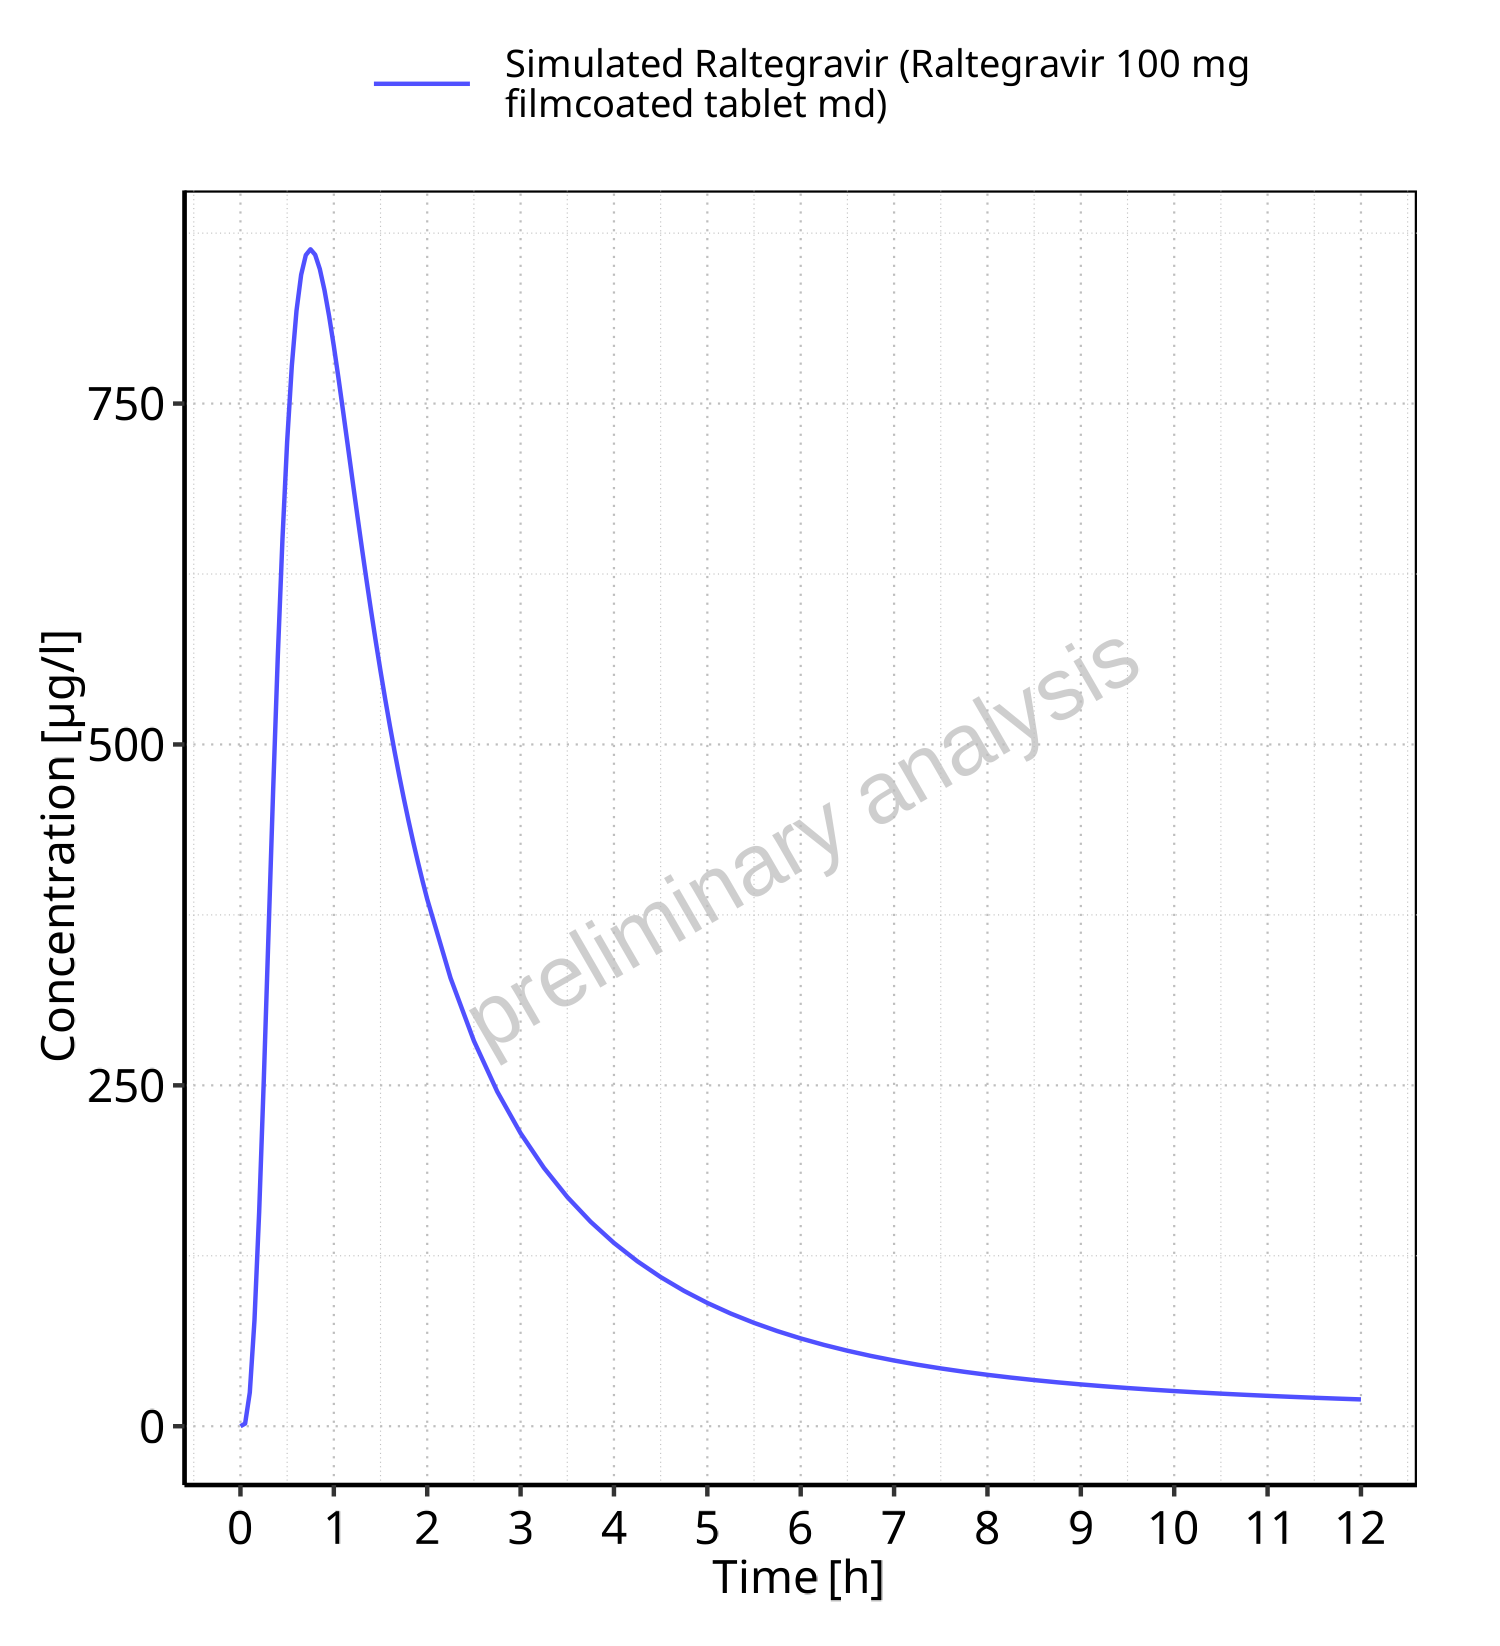 Simulated Raltegravir (Raltegravir 100 mg
filmcoated tablet md)
Concentration [µg/l]
750
500
250
0
preliminary analysis
0 1 2 3 4 5 6 7 8 9 10 11 12
Time [h]